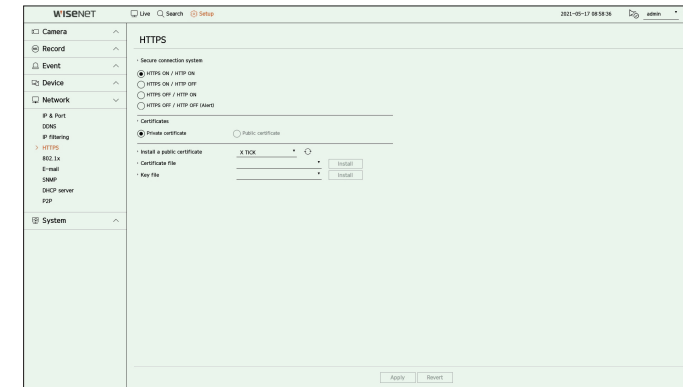 WISENET
Live Search Setup
2021-05-17 08:58:36 admin
Camera
Record
Event
Device
Network
IP & Port
DDNS
IP filtering
> HTTPS
802.1x
E-mail
SNMP
DHCP server
P2P
System
HTTPS
· Secure connection system
HTTPS ON / HTTP ON
HTTPS ON / HTTP OFF
HTTPS OFF / HTTP ON
HTTPS OFF / HTTP OFF (Alert)
· Certificates
Private certificate Public certificate
· Install a public certificate X TICK
· Certificate file Install
· Key file Install
Apply Revert